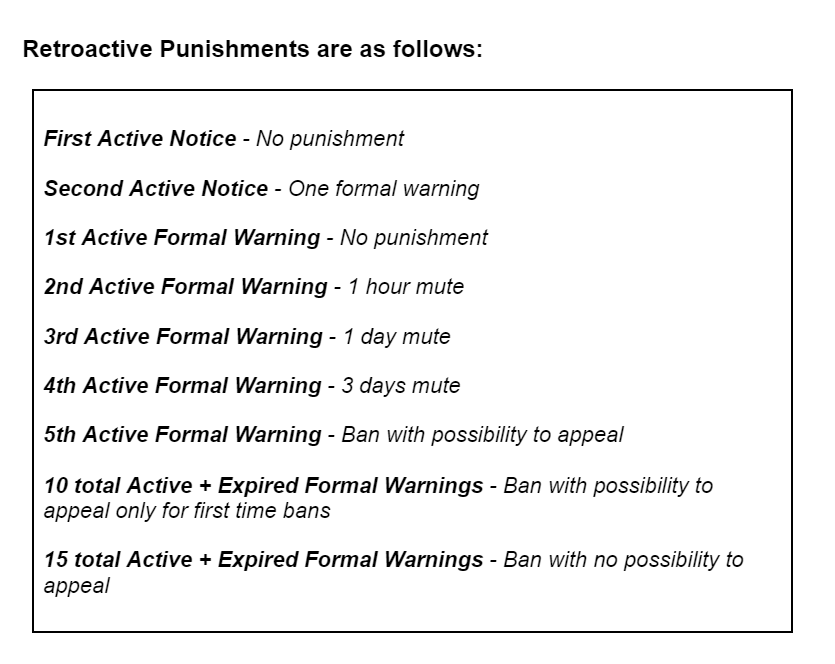 Retroactive Punishments are as follows:
First Active Notice - No punishment
Second Active Notice - One formal warning
1st Active Formal Warning - No punishment
2nd Active Formal Warning - 1 hour mute
3rd Active Formal Warning - 1 day mute
4th Active Formal Warning - 3 days mute
5th Active Formal Warning - Ban with possibility to appeal
10 total Active + Expired Formal Warnings - Ban with possibility to
appeal only for first time bans
15 total Active + Expired Formal Warnings - Ban with no possibility to
appeal